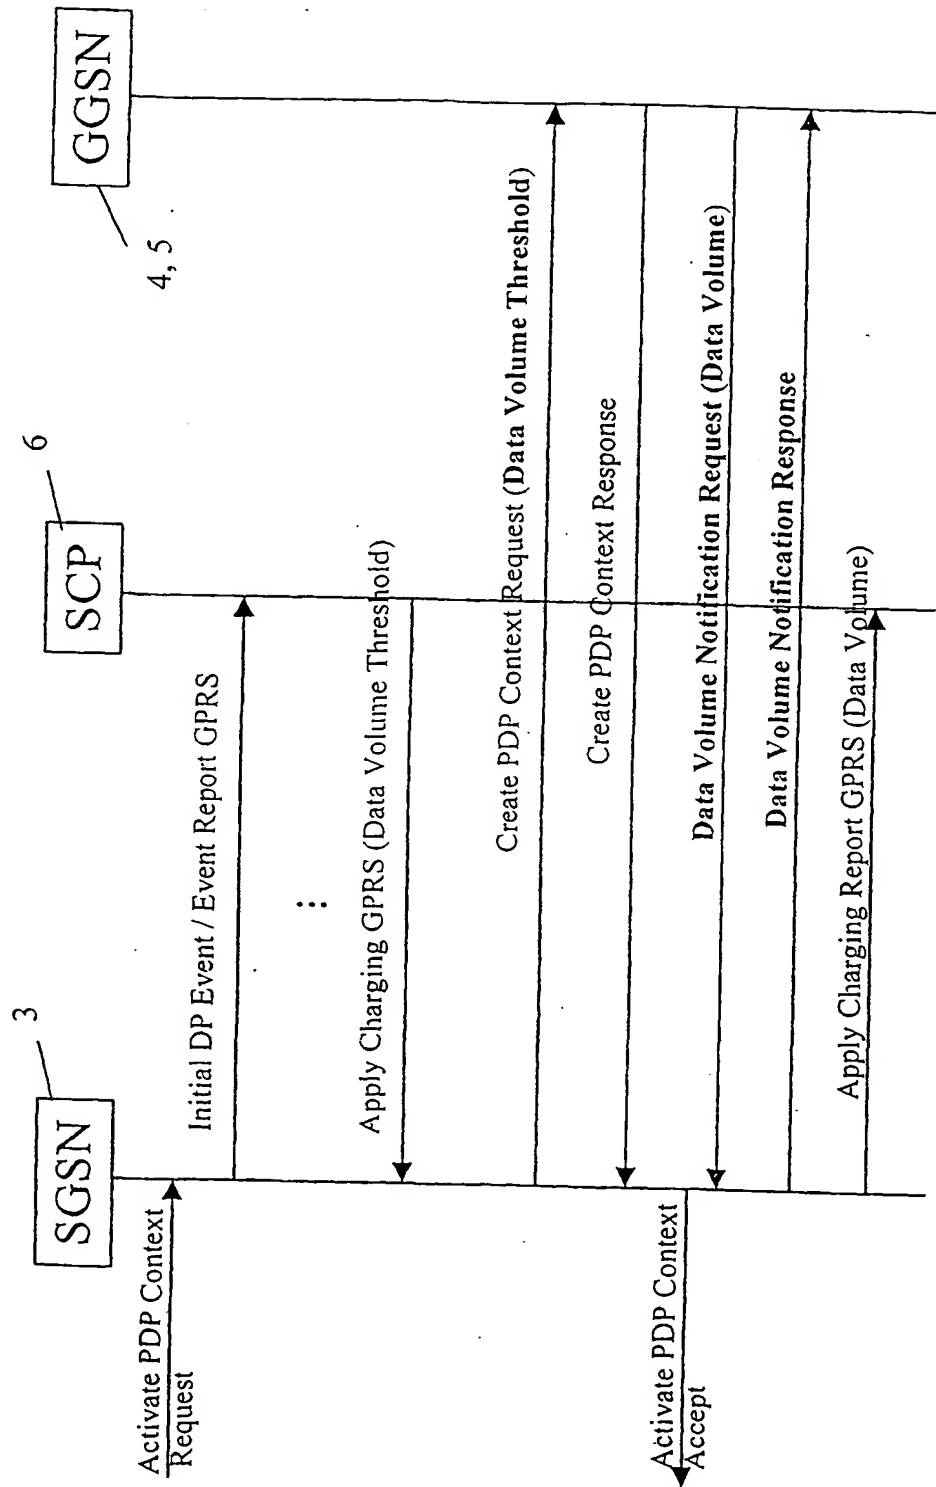 3
6
4, 5
SGSN
SCP
GGSN
Activate PDP Context
Request
Initial DP Event / Event Report GPRS
⋮
Apply Charging GPRS (Data Volume Threshold)
Create PDP Context Request (Data Volume Threshold)
Create PDP Context Response
Activate PDP Context
Accept
Data Volume Notification Request (Data Volume)
Data Volume Notification Response
Apply Charging Report GPRS (Data Volume)